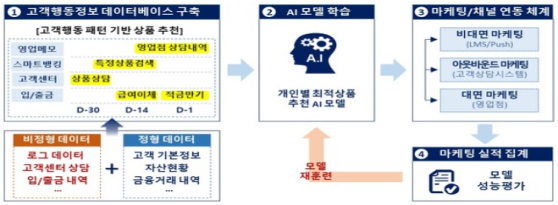 1 고객행동정보 데이터베이스 구축
[고객행동 패턴 기반 상품 추천]
영업메모 영업점 상담내역
스마트뱅킹 특정상품검색
고객센터 상품상담
입/출금 급여이체 적금만기
D-30 D-14 D-1
비정형 데이터
로그 데이터
고객센터 상담
입/출금 내역
...
+
정형 데이터
고객 기본정보
자산현황
금융거래 내역
...
2 AI 모델 학습
A.I
개인별 최적상품
추천 AI 모델
모델
재훈련
3 마케팅/채널 연동 체계
비대면 마케팅
(LMS/Push)
아웃바운드 마케팅
(고객상담시스템)
대면 마케팅
(영업점)
4 마케팅 실적 집계
모델
성능평가